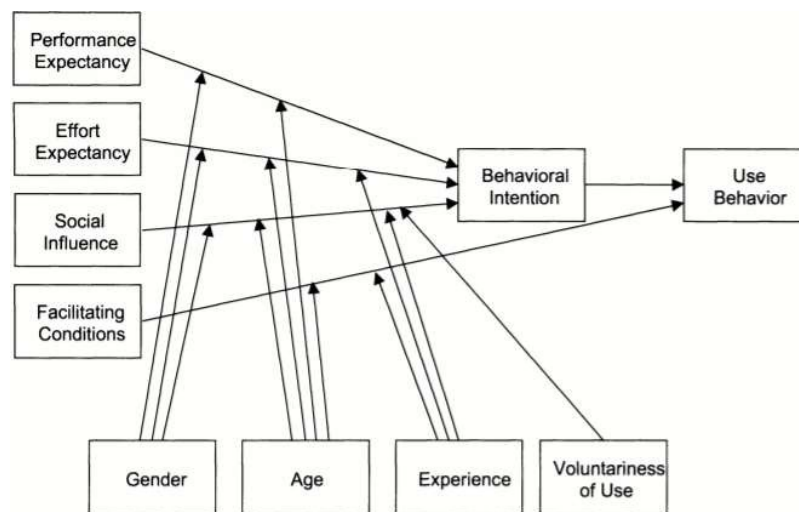 Performance
Expectancy
Effort
Expectancy
Social
Influence
Facilitating
Conditions
Behavioral
Intention
Use
Behavior
Gender
Age
Experience
Voluntariness
of Use